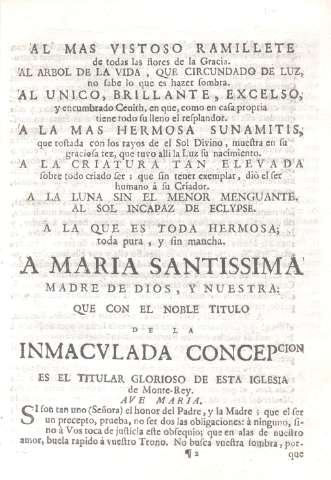 AL MAS VISTOSO RAMILLETE
de todas las flores de la Gracia.
AL ARBOL DE LA VIDA, QUE CIRCUNDADO DE LUZ,
no sabe lo que es hazer sombra.
AL UNICO, BRILLANTE, EXCELSO,
y encumbrado Cenith, en que, como en casa propria
tiene todo su lleno el resplandor.
A LA MAS HERMOSA SUNAMITIS,
que tostada con los rayos de el Sol Divino, muestra en su
graciosa tez, que tuvo alli la Luz su nacimiento.
A LA CRIATURA TAN ELEVADA
sobre todo criado ser; que sin tener exemplar, dió el ser
humano à su Criador.
A LA LUNA SIN EL MENOR MENGUANTE,
AL SOL INCAPAZ DE ECLYPSE.
A LA QUE ES TODA HERMOSA;
toda pura, y sin mancha.
A MARIA SANTISSIMA
MADRE DE DIOS, Y NUESTRA:
QUE CON EL NOBLE TITULO
DE LA
INMACVLADA CONCEPCION
ES EL TITULAR GLORIOSO DE ESTA IGLESIA
de Monte-Rey.
AVE MARIA.
SI son tan uno (Señora) el honor del Padre, y la Madre; que el ser
un precepto, prueba, no ser dos las obligaciones: à ninguno, si-
no à Vos toca de justicia este obsequio; que en alas de nuestro
amor, buela rapido à vuestro Trono. No busca vuestra sombra, por-
¶2 que